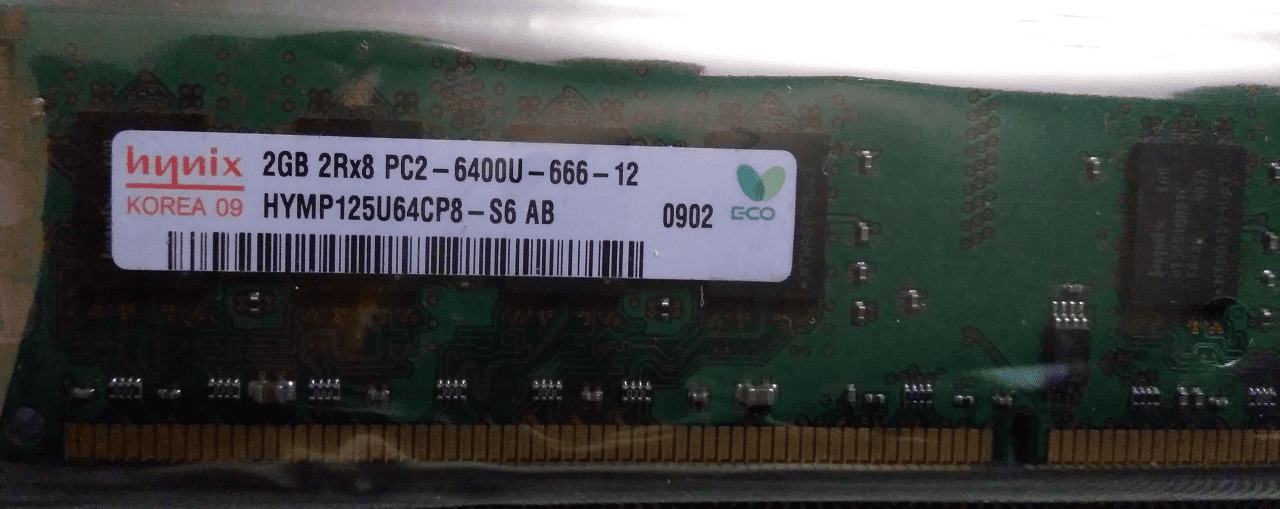 hynix
KOREA 09
2GB 2Rx8 PC2-6400U-666-12
HYMP125U64CP8-S6 AB
0902
ECO